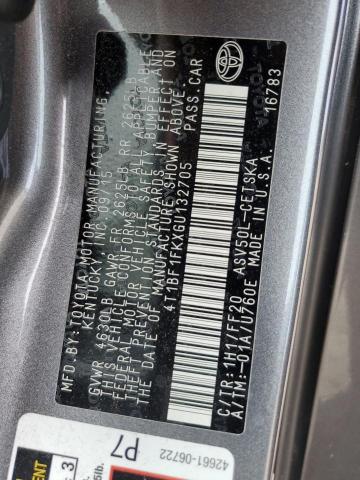 MFD.BY:TOYOTA MOTOR MANUFACTURING,
KENTUCKY, INC. 09/15
GVWR 4630LB GAWR FR 2625LB RR 2625LB
THIS VEHICLE CONFORMS TO ALL APPLICABLE
FEDERAL MOTOR VEHICLE SAFETY, BUMPER, AND
THEFT PREVENTION STANDARDS IN EFFECT ON
THE DATE OF MANUFACTURE SHOWN ABOVE.
4T1BF1FKXGU132705 PASS.CAR
TOYOTA
C/TR:1H1/FF20 ASV50L-CETSKA
A/TM:-01A/U760E MADE IN U.S.A. 16783
42661-06722
P7
3